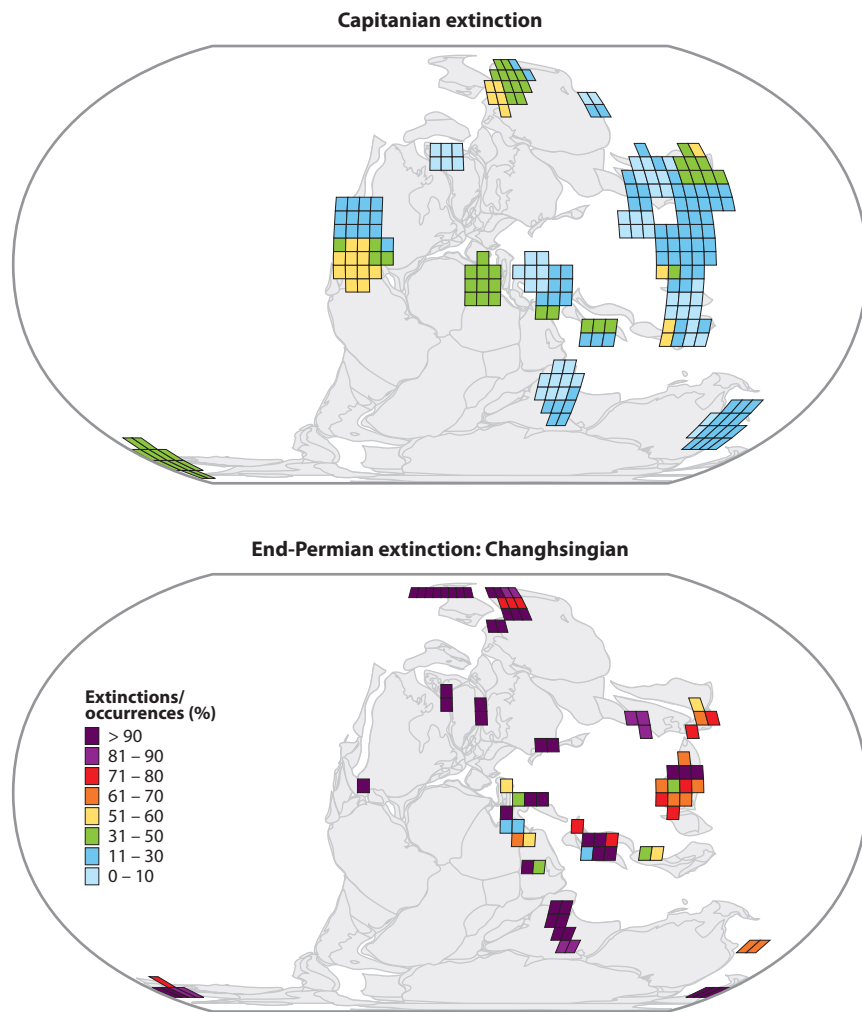 Capitanian extinction
End-Permian extinction: Changhsingian
Extinctions/
occurrences (%)
> 90
81 – 90
71 – 80
61 – 70
51 – 60
31 – 50
11 – 30
0 – 10